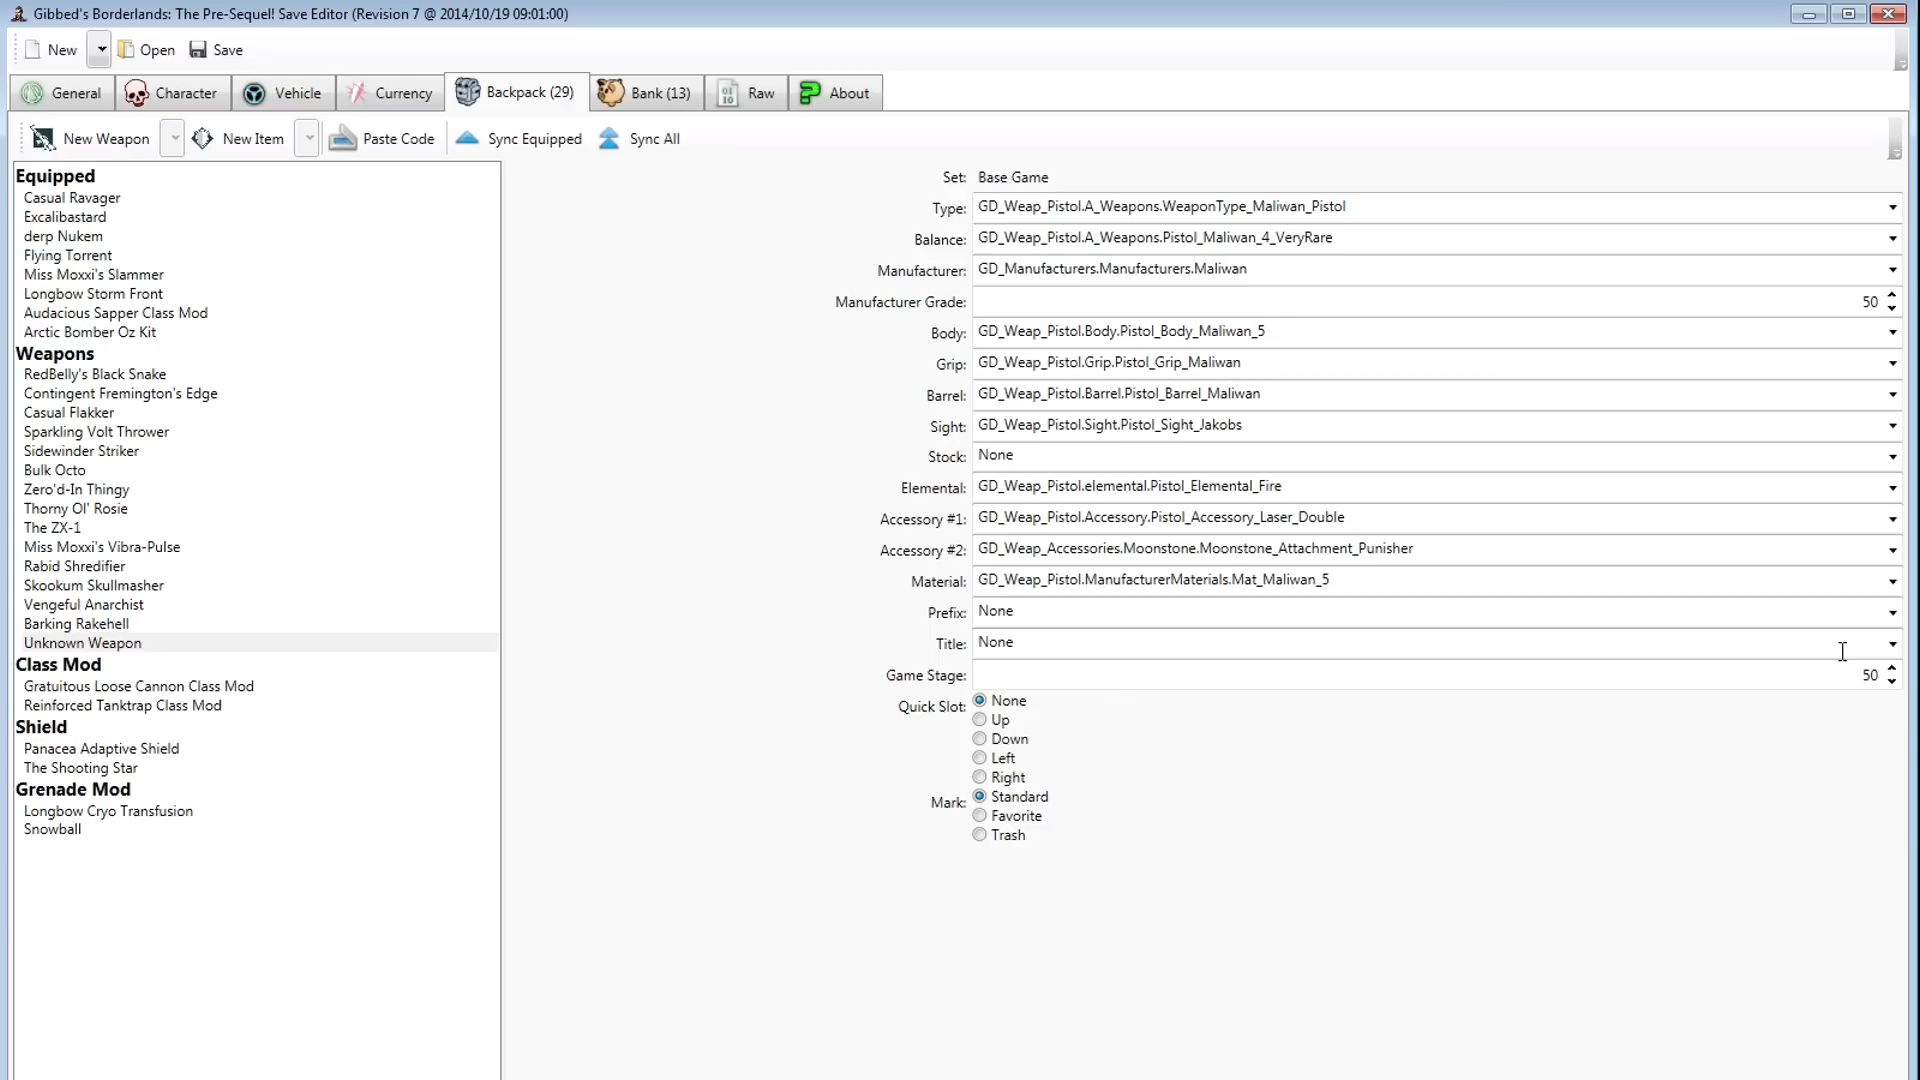 Gibbed's Borderlands: The Pre-Sequel! Save Editor (Revision 7 @ 2014/10/19 09:01:00)
New Open Save
General Character Vehicle Currency Backpack (29) Bank (13) Raw About
New Weapon New Item Paste Code Sync Equipped Sync All
Equipped
Casual Ravager
Excalibastard
derp Nukem
Flying Torrent
Miss Moxxi's Slammer
Longbow Storm Front
Audacious Sapper Class Mod
Arctic Bomber Oz Kit
Weapons
RedBelly's Black Snake
Contingent Fremington's Edge
Casual Flakker
Sparkling Volt Thrower
Sidewinder Striker
Bulk Octo
Zero'd-In Thingy
Thorny Ol' Rosie
The ZX-1
Miss Moxxi's Vibra-Pulse
Rabid Shredifier
Skookum Skullmasher
Vengeful Anarchist
Barking Rakehell
Unknown Weapon
Class Mod
Gratuitous Loose Cannon Class Mod
Reinforced Tanktrap Class Mod
Shield
Panacea Adaptive Shield
The Shooting Star
Grenade Mod
Longbow Cryo Transfusion
Snowball
Set: Base Game
Type: GD_Weap_Pistol.A_Weapons.WeaponType_Maliwan_Pistol
Balance: GD_Weap_Pistol.A_Weapons.Pistol_Maliwan_4_VeryRare
Manufacturer: GD_Manufacturers.Manufacturers.Maliwan
Manufacturer Grade: 50
Body: GD_Weap_Pistol.Body.Pistol_Body_Maliwan_5
Grip: GD_Weap_Pistol.Grip.Pistol_Grip_Maliwan
Barrel: GD_Weap_Pistol.Barrel.Pistol_Barrel_Maliwan
Sight: GD_Weap_Pistol.Sight.Pistol_Sight_Jakobs
Stock: None
Elemental: GD_Weap_Pistol.elemental.Pistol_Elemental_Fire
Accessory #1: GD_Weap_Pistol.Accessory.Pistol_Accessory_Laser_Double
Accessory #2: GD_Weap_Accessories.Moonstone.Moonstone_Attachment_Punisher
Material: GD_Weap_Pistol.ManufacturerMaterials.Mat_Maliwan_5
Prefix: None
Title: None
Game Stage: 50
Quick Slot: None
Up
Down
Left
Right
Mark: Standard
Favorite
Trash